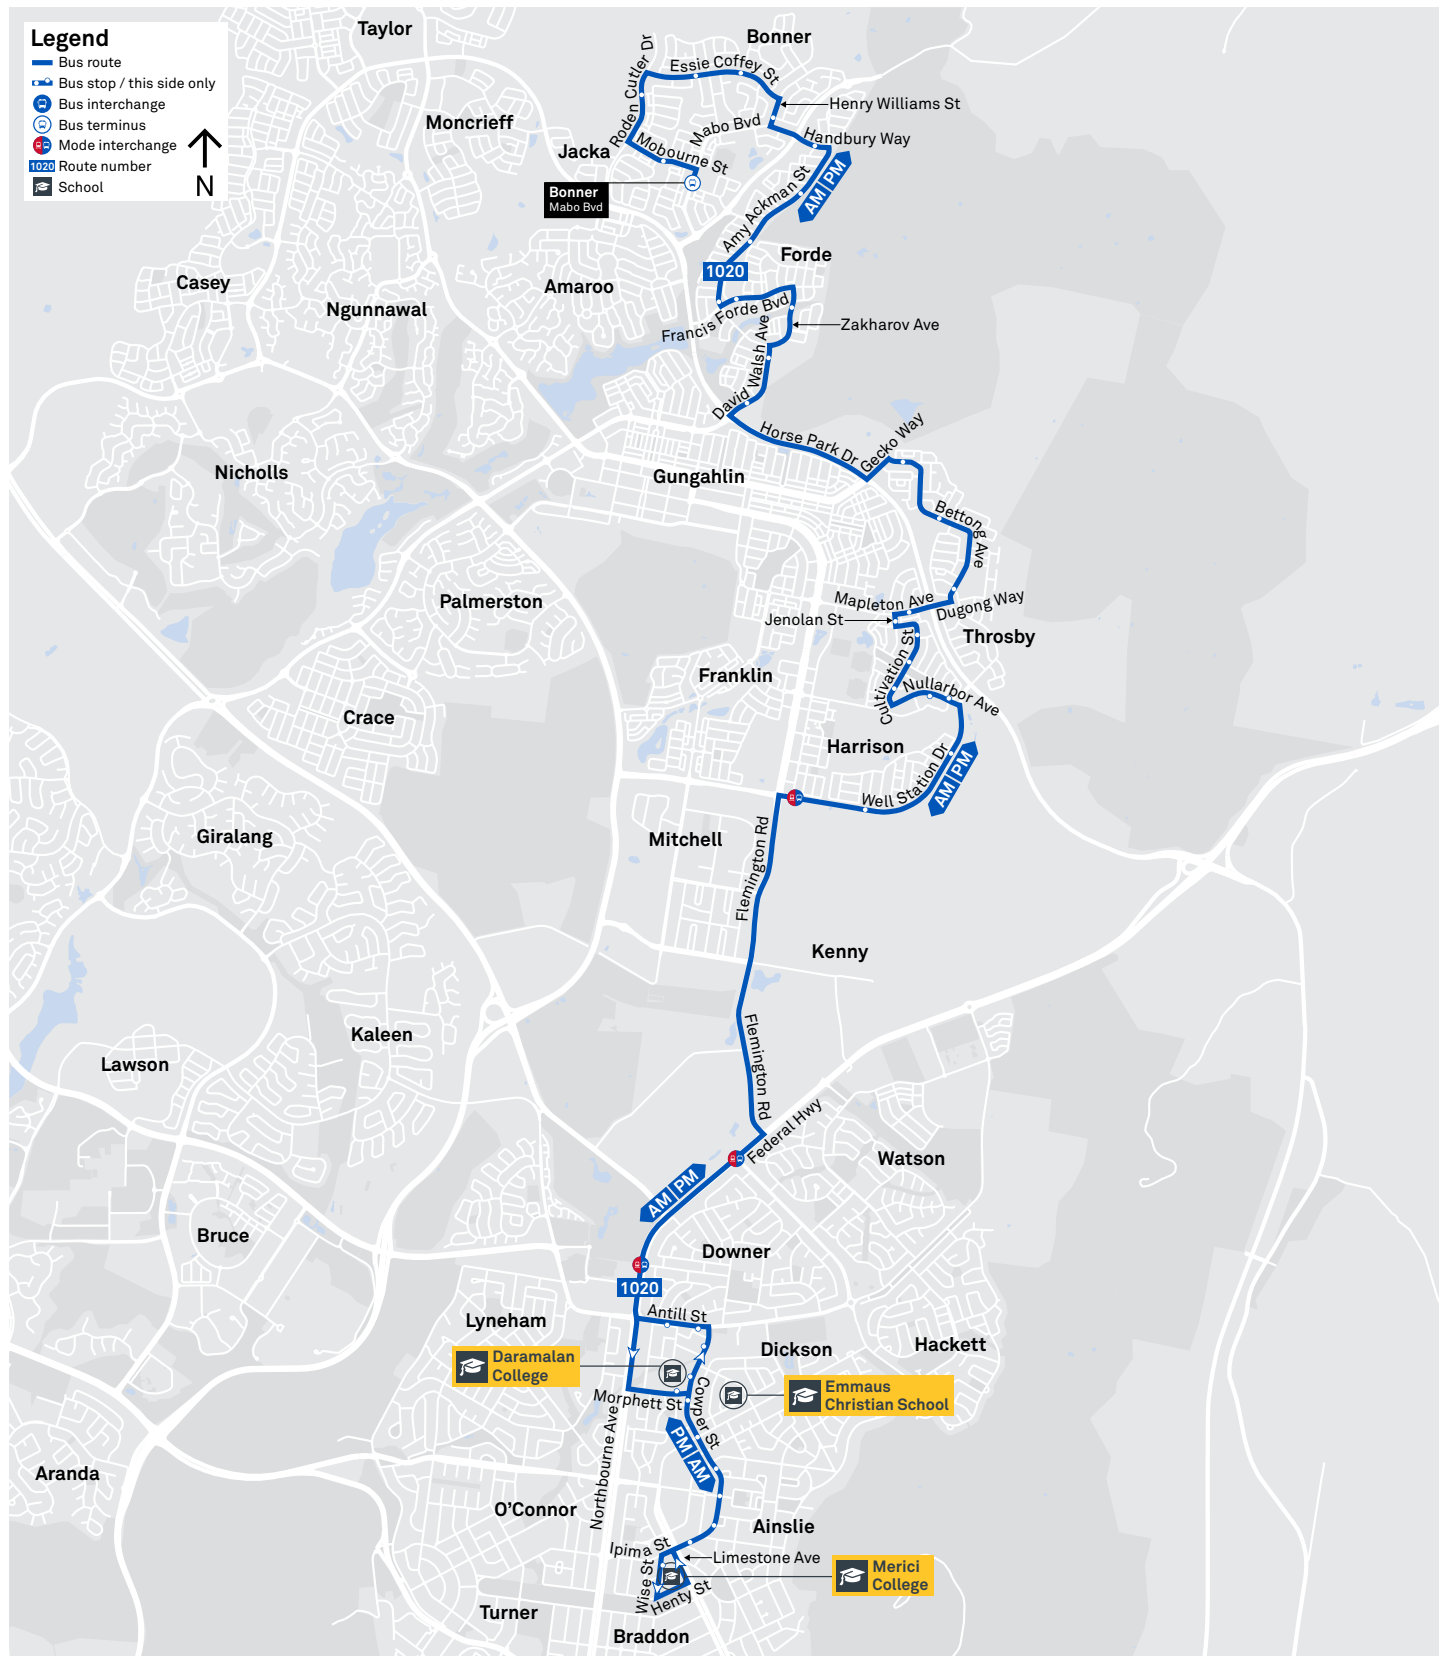 Legend
Bus route
Bus stop / this side only
Bus interchange
Bus terminus
Mode interchange
1020 Route number
School
N
Taylor
Bonner
Essie Coffey St
Roden Cutler Dr
Henry Williams St
Moncrieff
Mabo Bvd
Handbury Way
Jacka
Mobourne St
AM | PM
Bonner
Mabo Bvd
Amy Ackman St
Forde
1020
Casey
Amaroo
Ngunnawal
Francis Forde Bvd
Zakharov Ave
David Walsh Ave
Horse Park Dr
Gecko Way
Nicholls
Gungahlin
Bettong Ave
Palmerston
Mapleton Ave
Dugong Way
Jenolan St
Throsby
Cultivation St
Franklin
Nullarbor Ave
Crace
Harrison
Well Station Dr
AM | PM
Giralang
Mitchell
Flemington Rd
Kenny
Kaleen
Flemington Rd
Lawson
Federal Hwy
Watson
AM | PM
Bruce
Downer
1020
Antill St
Lyneham
Dickson
Hackett
Daramalan
College
Emmaus
Christian School
Morphett St
Cowper St
PM | AM
Northbourne Ave
Aranda
O'Connor
Ainslie
Ipima St
Limestone Ave
Merici
College
Wise St
Henty St
Turner
Braddon